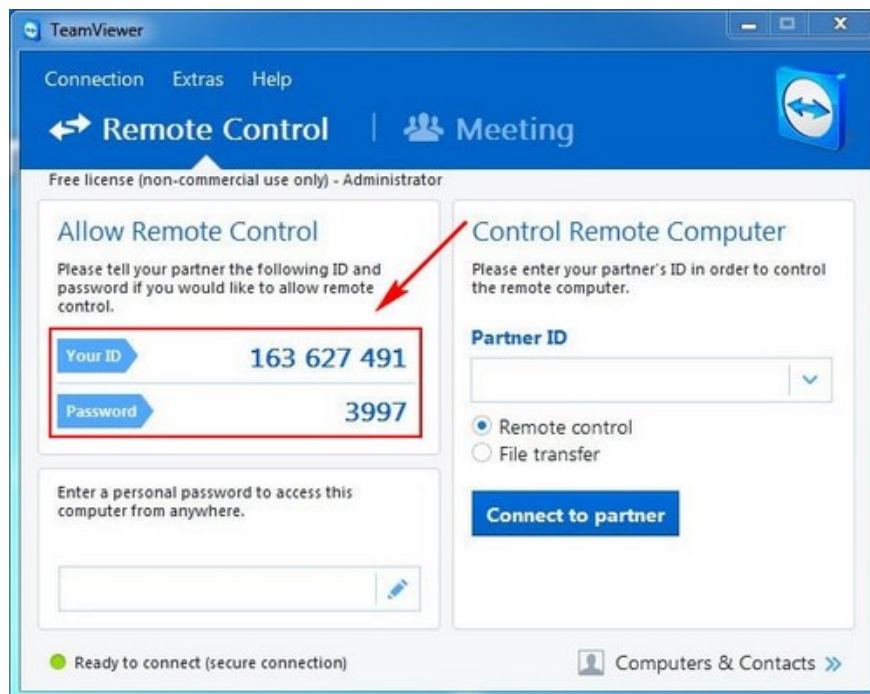 TeamViewer
Connection Extras Help
Remote Control | Meeting
Free license (non-commercial use only) - Administrator
Allow Remote Control
Please tell your partner the following ID and
password if you would like to allow remote
control.
Your ID 163 627 491
Password 3997
Enter a personal password to access this
computer from anywhere.
Control Remote Computer
Please enter your partner's ID in order to control
the remote computer.
Partner ID
Remote control
File transfer
Connect to partner
Ready to connect (secure connection)
Computers & Contacts >>